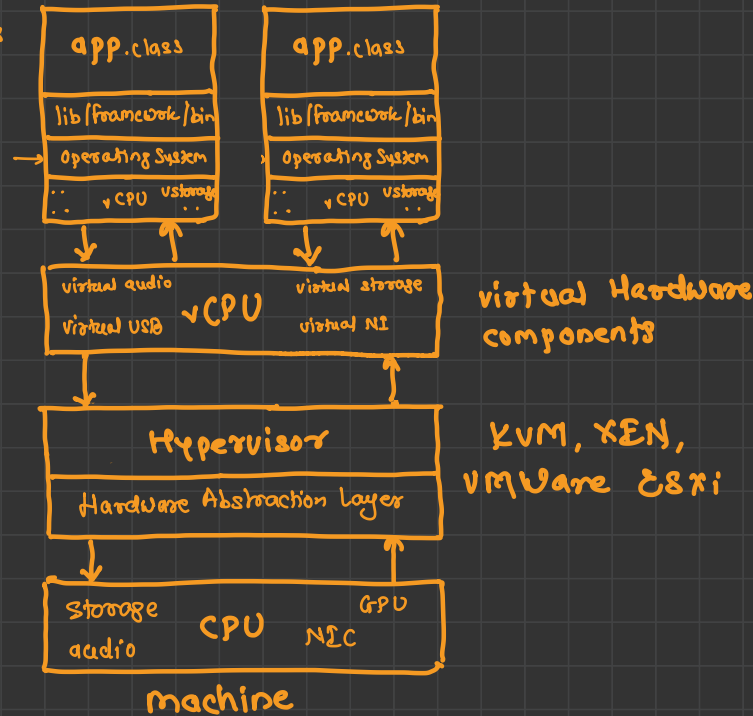 app.class
lib/framework/bin
Operating System
vCPU vstorage
app.class
lib/framework/bin
Operating System
vCPU vstorage
virtual audio
virtual USB
vCPU
virtual storage
virtual NI
virtual Hardware
components
Hypervisor
Hardware Abstraction Layer
KVM, XEN,
VMWare ESXi
storage
audio
CPU
NIC
GPU
machine